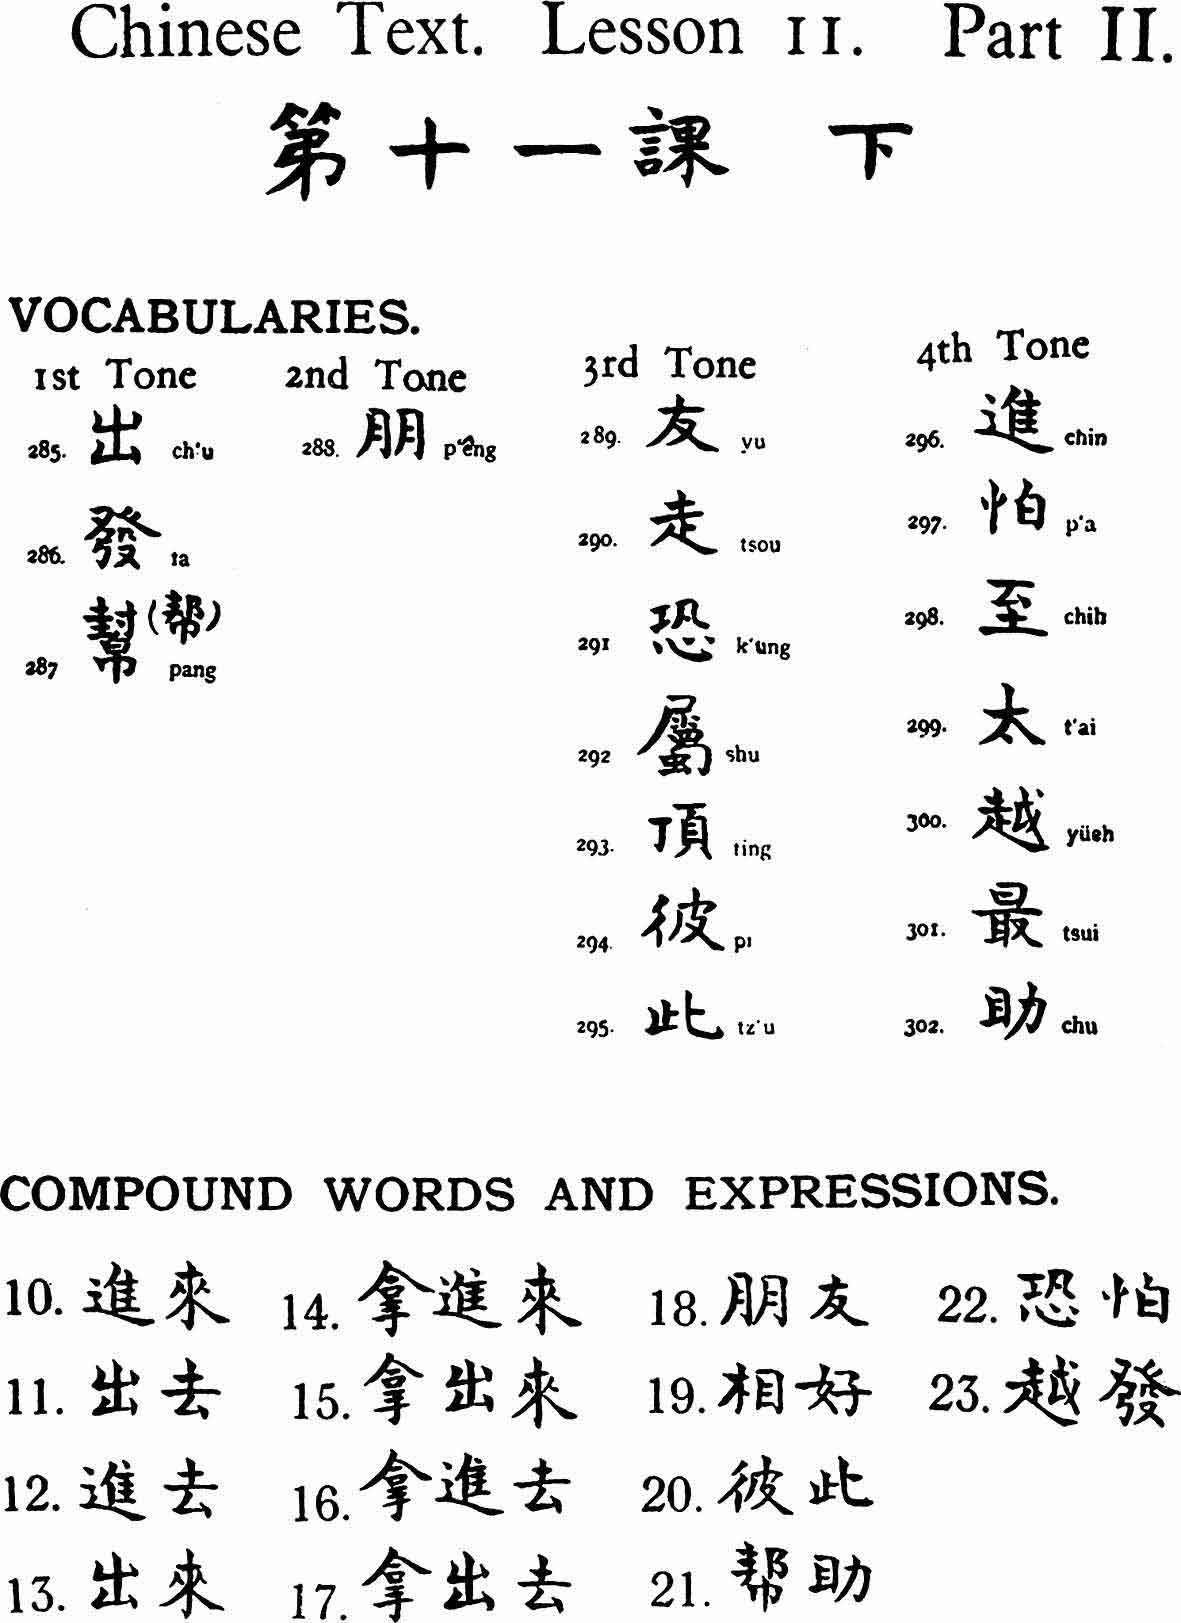 Chinese Text. Lesson 11. Part II.
第十一課 下
VOCABULARIES.
1st Tone 2nd Tone 3rd Tone 4th Tone
285. 出 ch'u 288. 朋 p'êng 289. 友 yu 296. 進 chin
286. 發 fa 290. 走 tsou 297. 怕 p'a
287 幫(帮) pang 291 恐 k'ung 298. 至 chih
292 屬 shu 299. 太 t'ai
293. 頂 ting 300. 越 yüeh
294. 彼 pi 301. 最 tsui
295. 此 tz'u 302. 助 chu
COMPOUND WORDS AND EXPRESSIONS.
10. 進來 14. 拿進來 18. 朋友 22. 恐怕
11. 出去 15. 拿出來 19. 相好 23. 越發
12. 進去 16. 拿進去 20. 彼此
13. 出來 17. 拿出去 21. 帮助